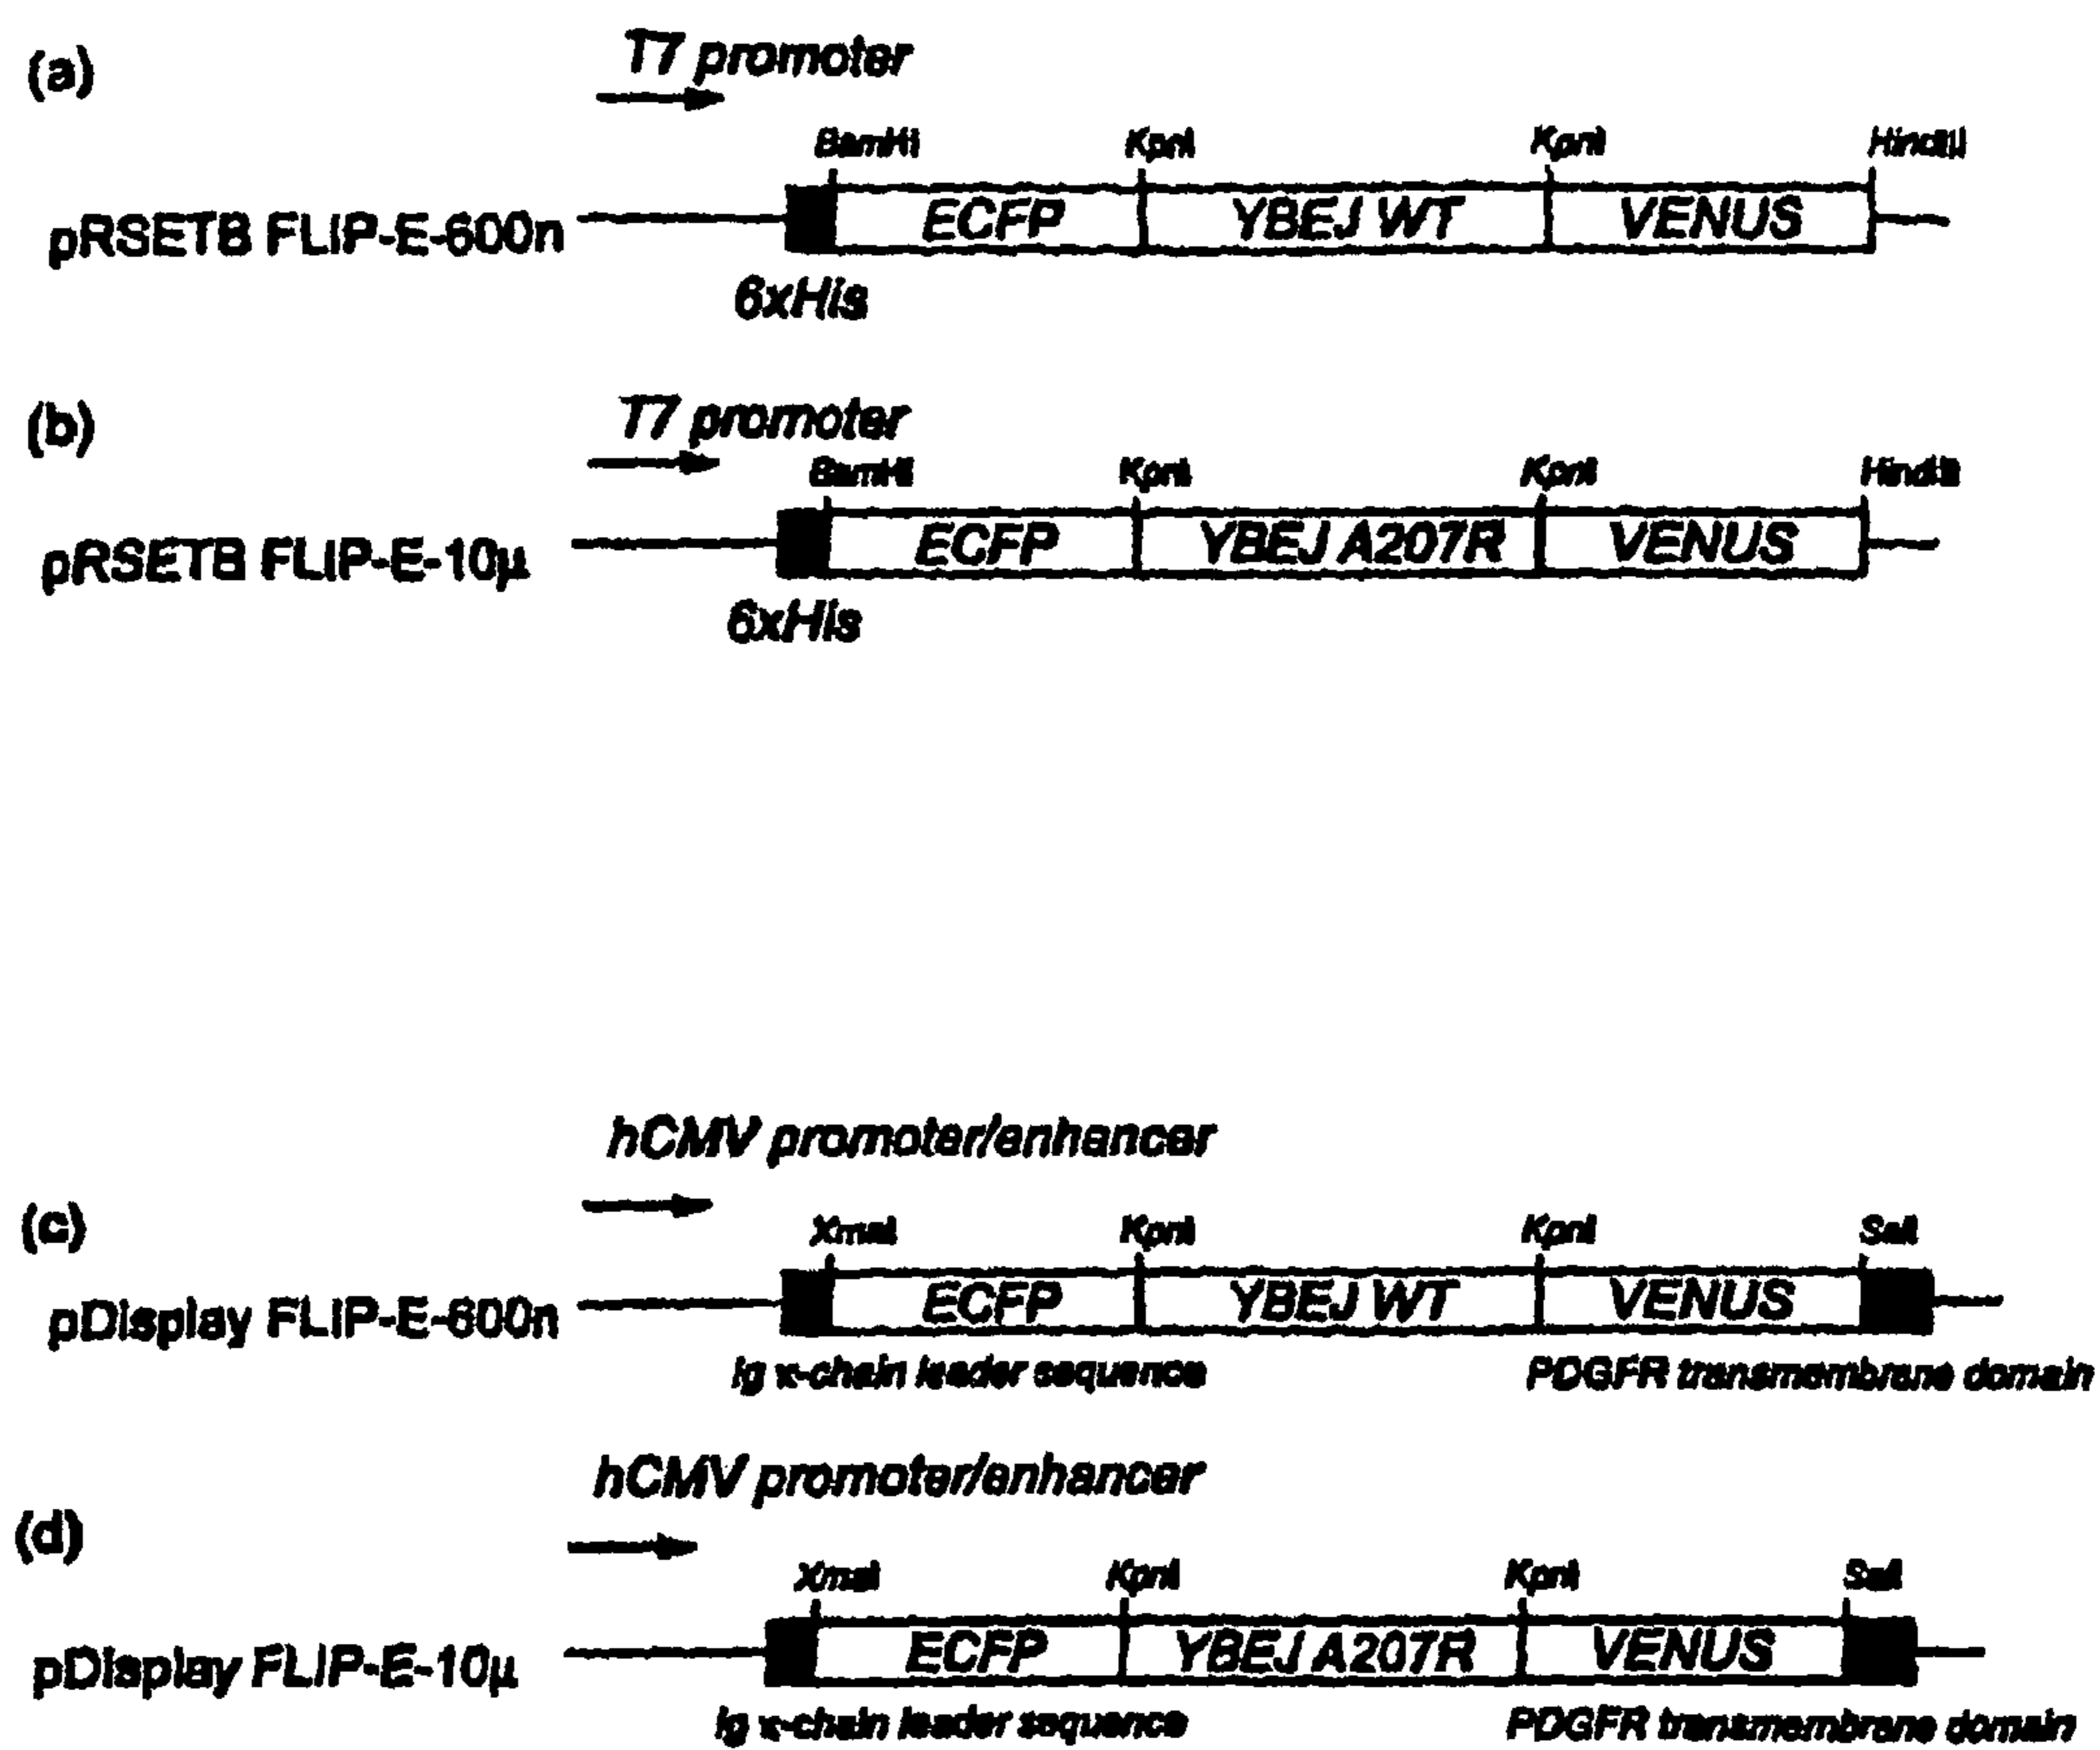 (a)
T7 promoter
BamHI KpnI KpnI HindIII
pRSETB FLIP-E-600n ECFP YBEJ WT VENUS
6xHis
(b)
T7 promoter
BamHI KpnI KpnI HindIII
pRSETB FLIP-E-10µ ECFP YBEJ A207R VENUS
6xHis
hCMV promoter/enhancer
(c)
XmaI KpnI KpnI SalI
pDisplay FLIP-E-600n ECFP YBEJ WT VENUS
Ig κ-chain leader sequence PDGFR transmembrane domain
hCMV promoter/enhancer
(d)
XmaI KpnI KpnI SalI
pDisplay FLIP-E-10µ ECFP YBEJ A207R VENUS
Ig κ-chain leader sequence PDGFR transmembrane domain